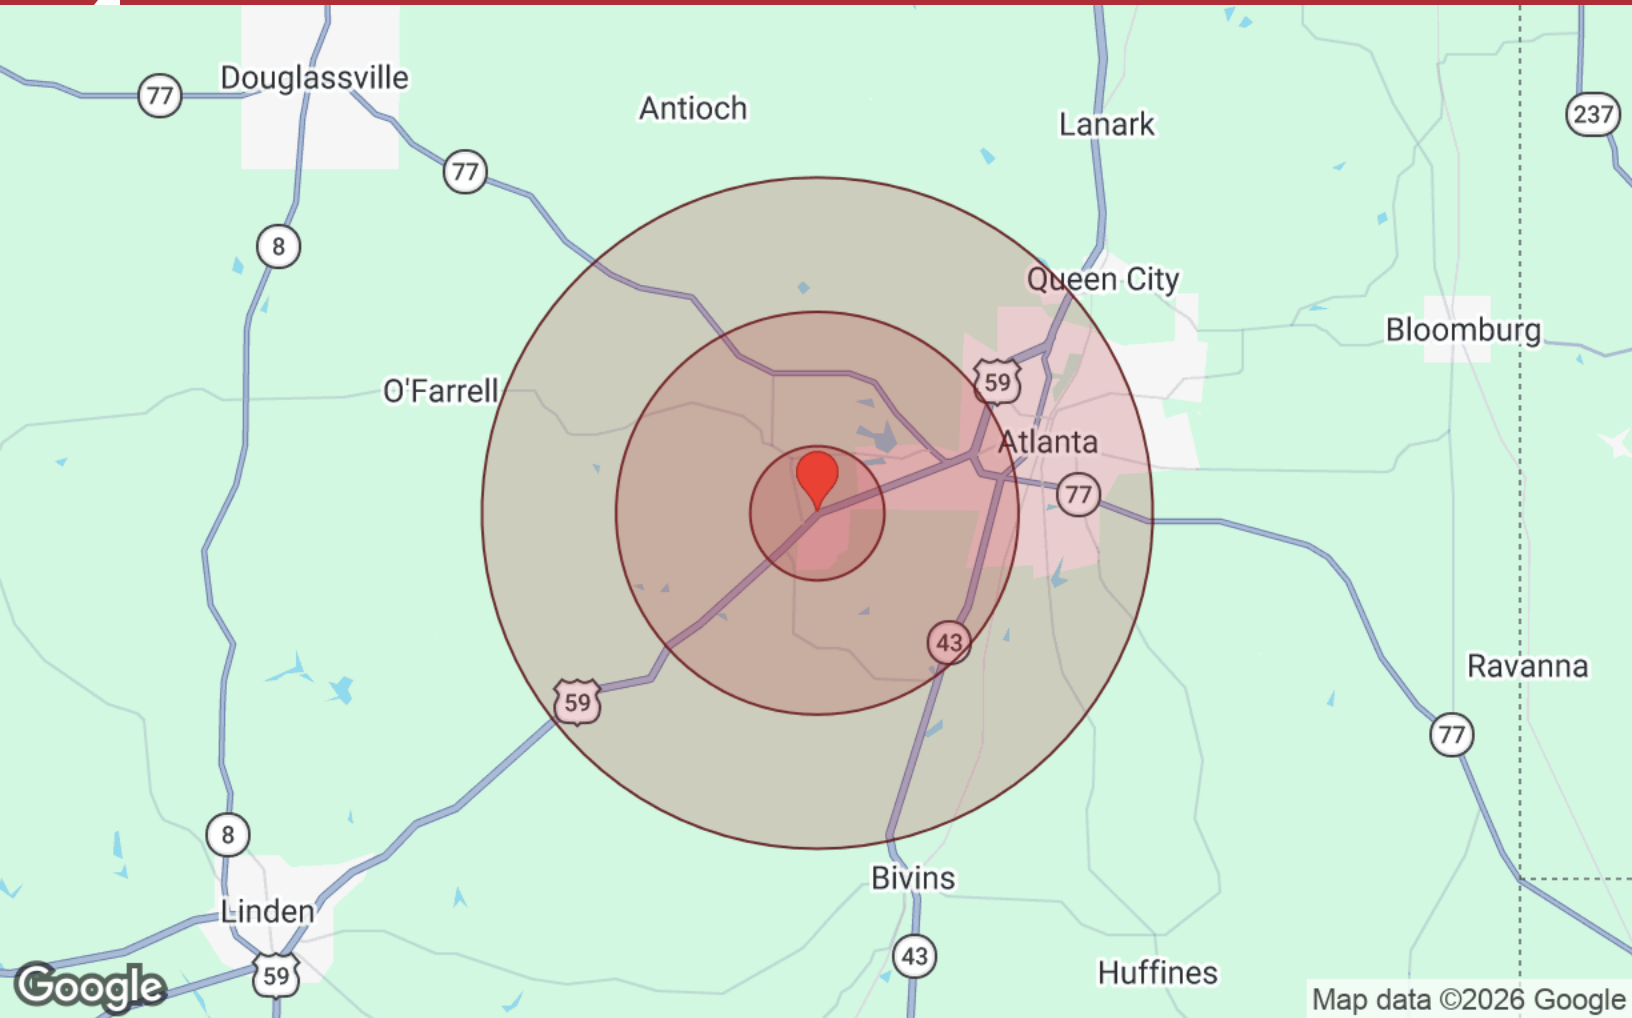 Douglassville
77
Antioch
Lanark
237
77
8
Queen City
Bloomburg
O'Farrell
59
Atlanta
77
43
Ravanna
59
77
8
Bivins
Linden
43
59
Huffines
Google
Map data ©2026 Google